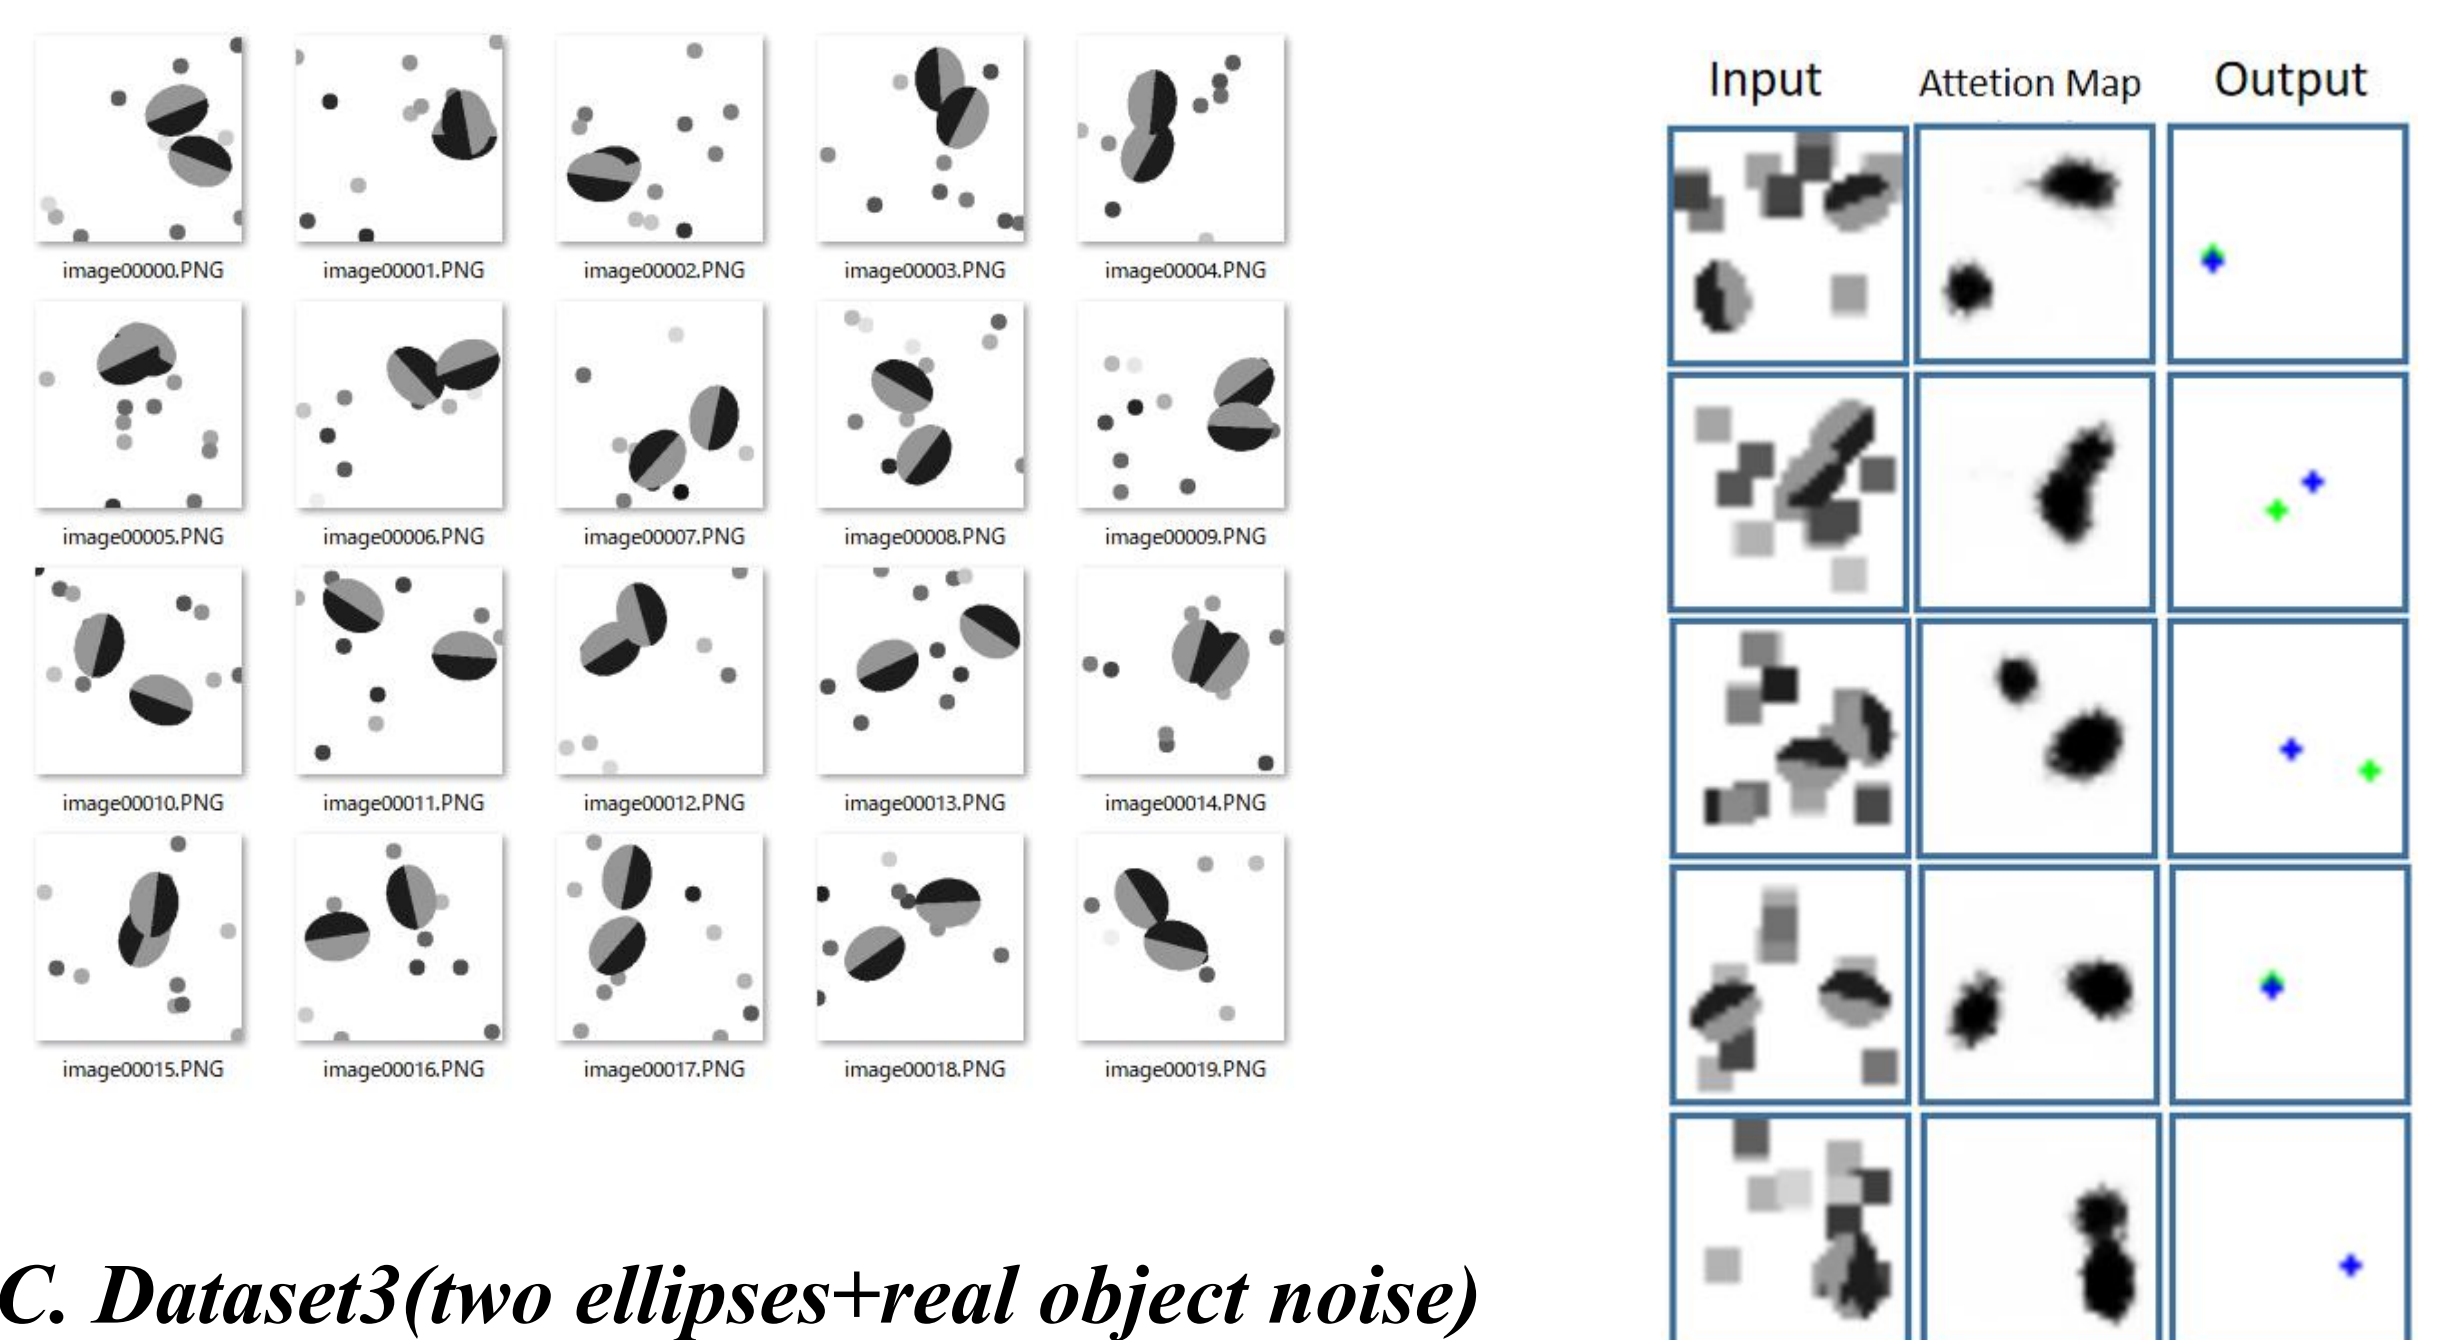 image00000.PNG
image00001.PNG
image00002.PNG
image00003.PNG
image00004.PNG
image00005.PNG
image00006.PNG
image00007.PNG
image00008.PNG
image00009.PNG
image00010.PNG
image00011.PNG
image00012.PNG
image00013.PNG
image00014.PNG
image00015.PNG
image00016.PNG
image00017.PNG
image00018.PNG
image00019.PNG
C. Dataset3(two ellipses+real object noise)
Input
Attetion Map
Output